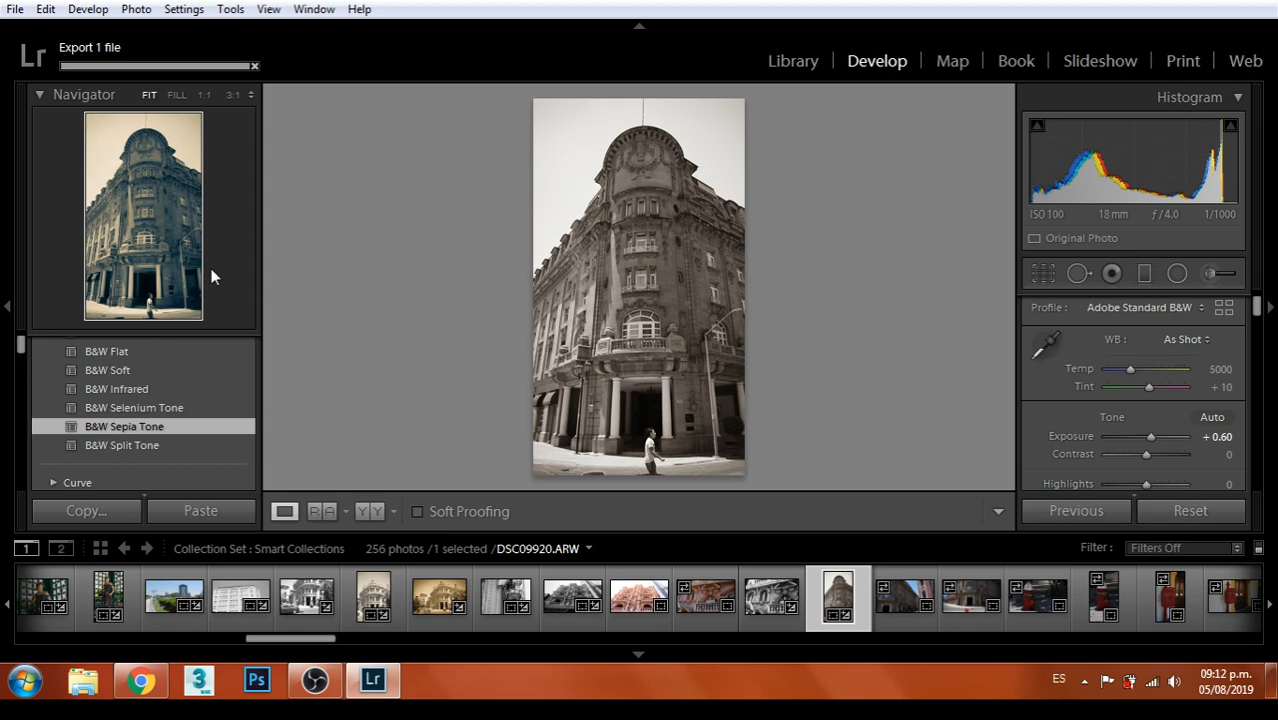 File Edit Develop Photo Settings Tools View Window Help
Lr Export 1 file
Library Develop Map Book Slideshow Print Web
Navigator FIT FILL 1:1 3:1
Histogram
ISO 100 18mm ƒ/4.0 1/1000
Original Photo
Profile : Adobe Standard B&W
WB : As Shot
Temp 5000
Tint + 10
Tone Auto
Exposure + 0.60
Contrast 0
Highlights 0
B&W Flat
B&W Soft
B&W Infrared
B&W Selenium Tone
B&W Sepia Tone
B&W Split Tone
Curve
Copy... Paste
R A Y Y Soft Proofing
Previous Reset
1 2 Collection Set : Smart Collections 256 photos /1 selected /DSC09920.ARW
Filter : Filters Off
3 Ps Lr
ES 09:12 p.m.
05/08/2019